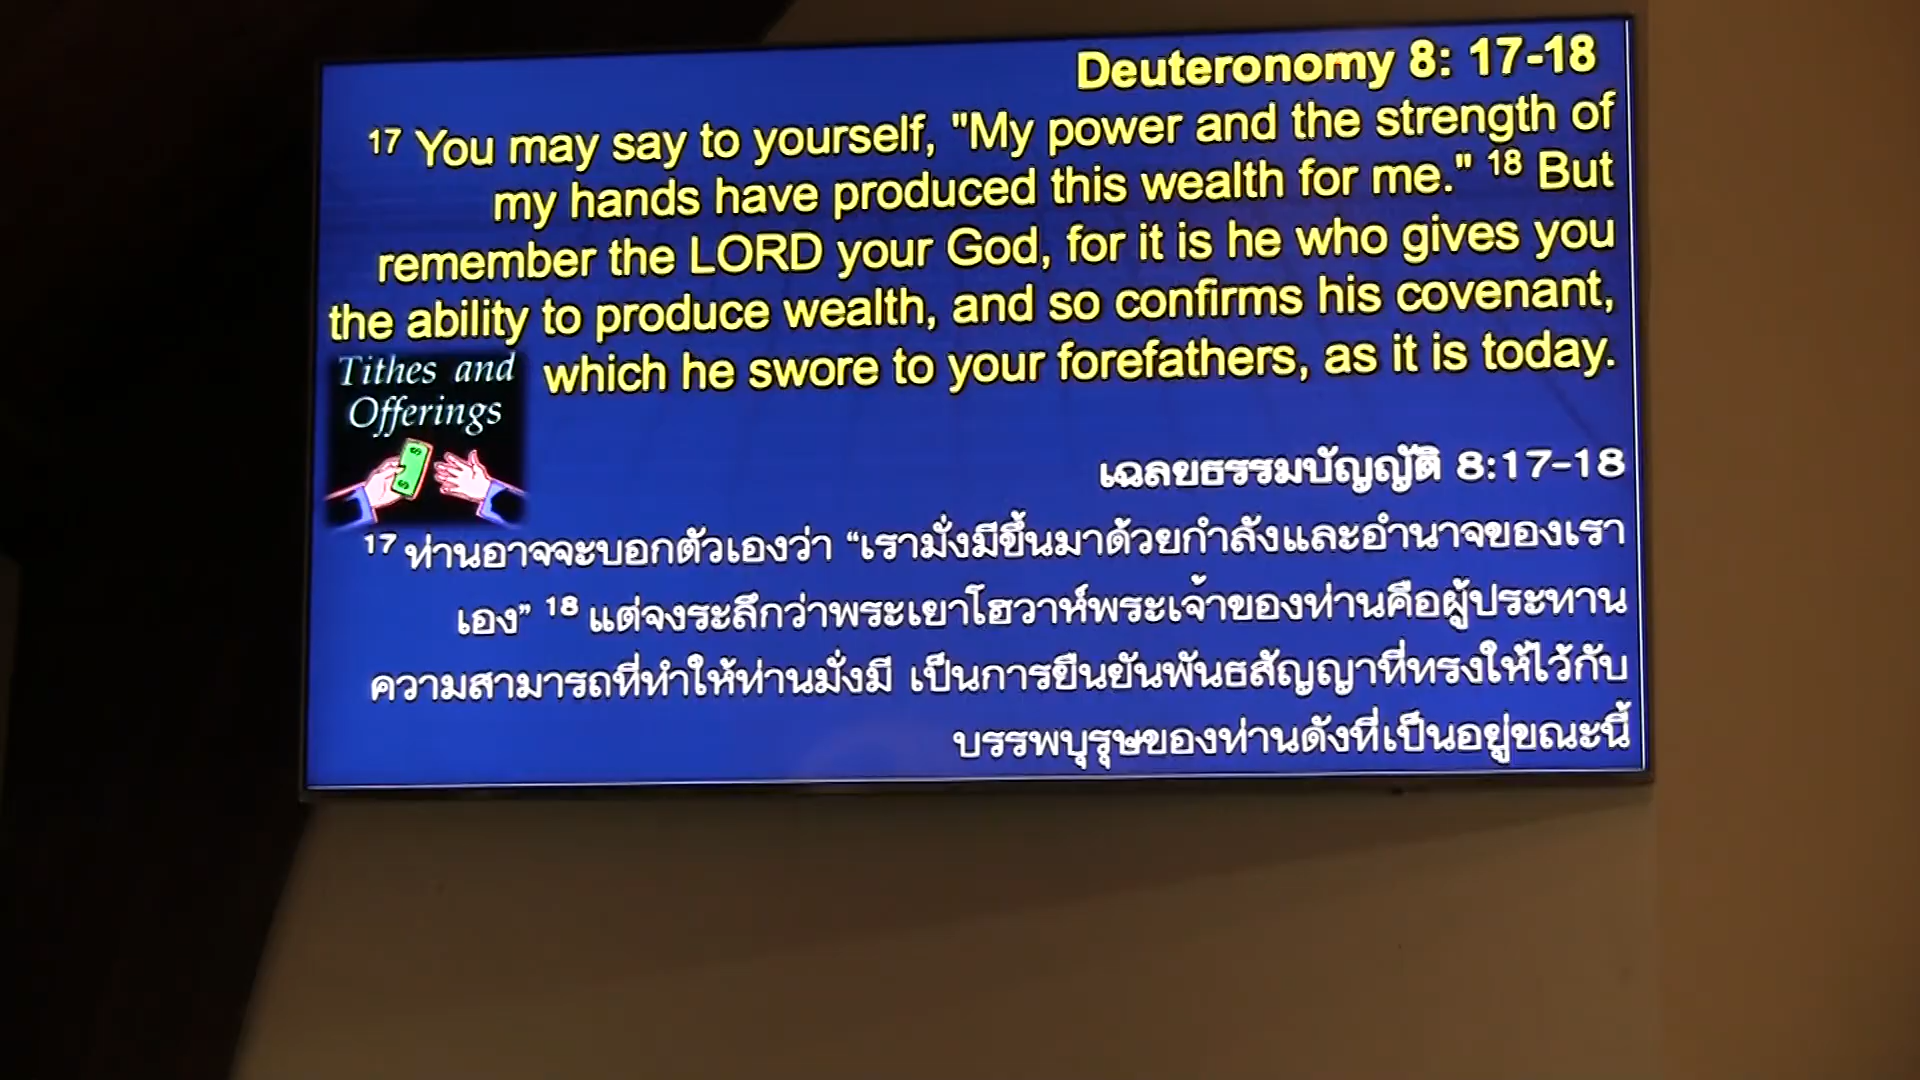 Deuteronomy 8: 17-18
17 You may say to yourself, "My power and the strength of
my hands have produced this wealth for me." 18 But
remember the LORD your God, for it is he who gives you
the ability to produce wealth, and so confirms his covenant,
which he swore to your forefathers, as it is today.
Tithes and
Offerings
เฉลยธรรมบัญญัติ 8:17-18
17 ท่านอาจจะบอกตัวเองว่า “เรามั่งมีขึ้นมาด้วยกำลังและอำนาจของเรา
เอง” 18 แต่จงระลึกว่าพระเยาโฮวาห์พระเจ้าของท่านคือผู้ประทาน
ความสามารถที่ทำให้ท่านมั่งมี เป็นการยืนยันพันธสัญญาที่ทรงให้ไว้กับ
บรรพบุรุษของท่านดังที่เป็นอยู่ขณะนี้